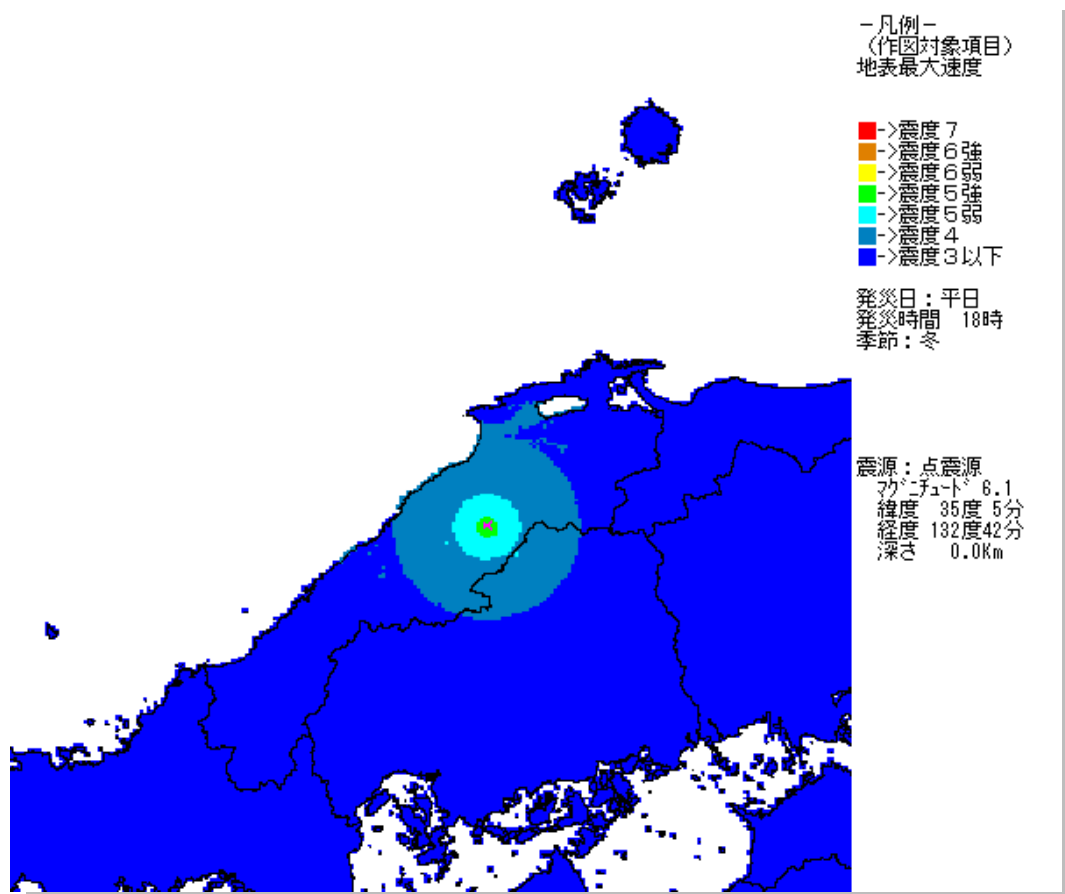 －凡例－
（作図対象項目）
地表最大速度
->震度７
->震度６強
->震度６弱
->震度５強
->震度５弱
->震度４
->震度３以下
発災日：平日
発災時間　18時
季節：冬
震源：点震源
ﾏｸﾞﾆﾁｭｰﾄﾞ 6.1
緯度　35度 5分
経度 132度42分
深さ　 0.0Km